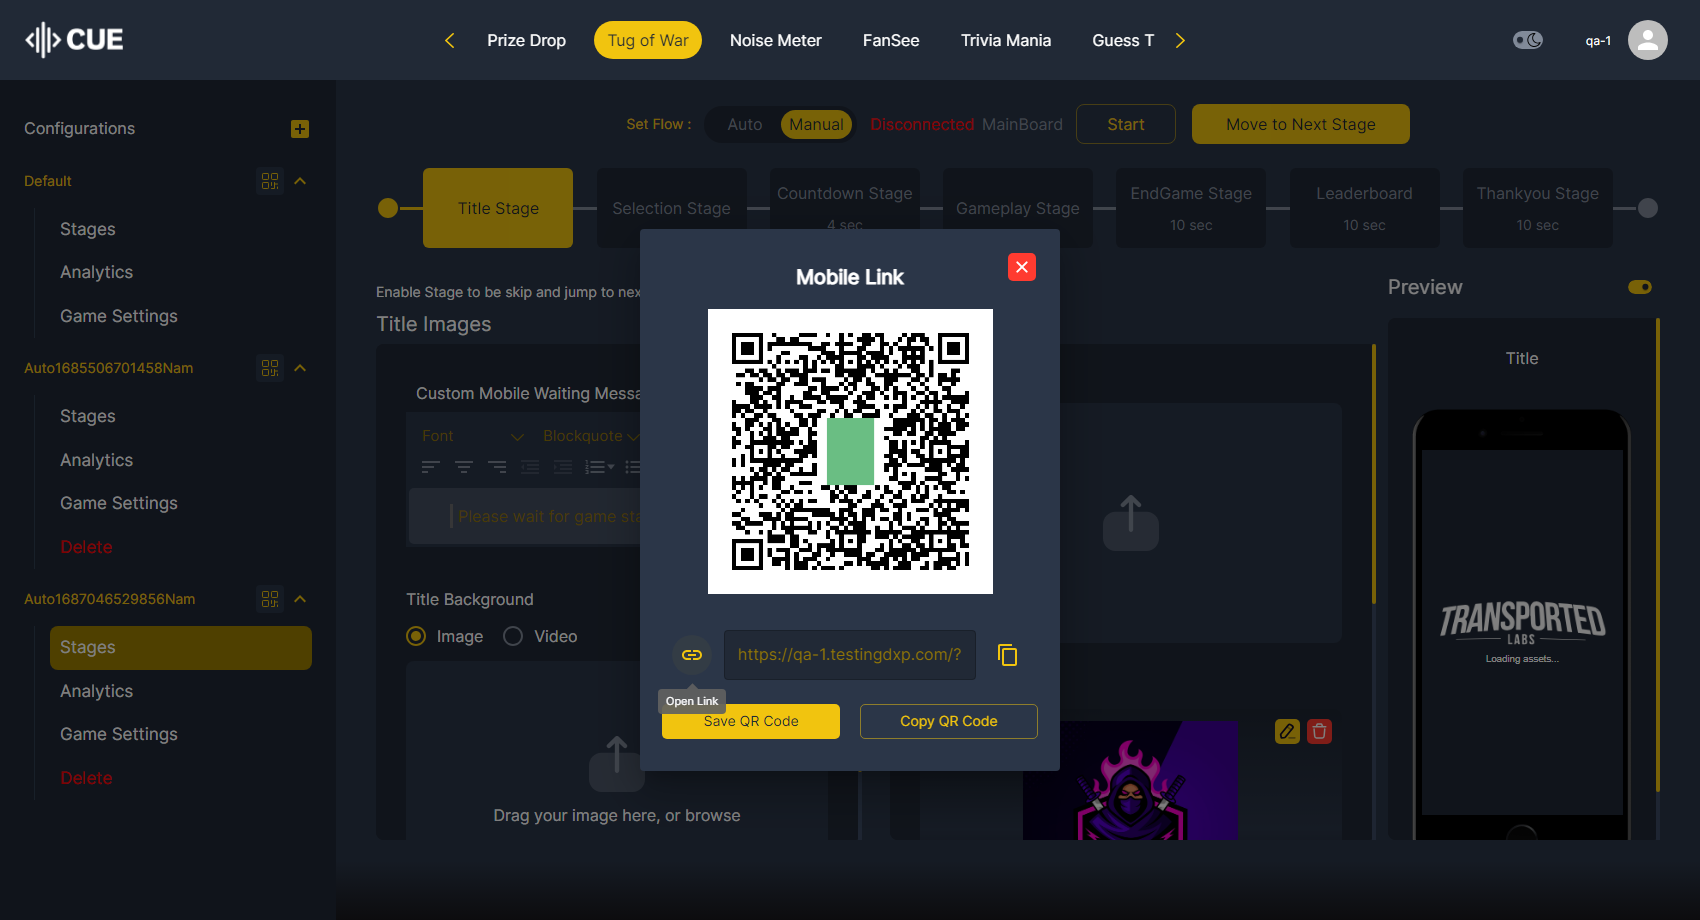 CUE
Prize Drop
Tug of War
Noise Meter
FanSee
Trivia Mania
Guess T
qa-1
Configurations
Default
Stages
Analytics
Game Settings
Auto1685506701458Nam
Stages
Analytics
Game Settings
Delete
Auto1687046529856Nam
Stages
Analytics
Game Settings
Delete
Set Flow :
Auto
Manual
Disconnected MainBoard
Start
Move to Next Stage
Title Stage
Selection Stage
Countdown Stage
4 sec
Gameplay Stage
EndGame Stage
10 sec
Leaderboard
10 sec
Thankyou Stage
10 sec
Enable Stage to be skip and jump to nex
Title Images
Custom Mobile Waiting Messa
Font
Blockquote
Please wait for game sta
Title Background
Image
Video
Drag your image here, or browse
Mobile Link
https://qa-1.testingdxp.com/?
Open Link
Save QR Code
Copy QR Code
Preview
Title
TRANSPORTED
LABS
Loading assets...